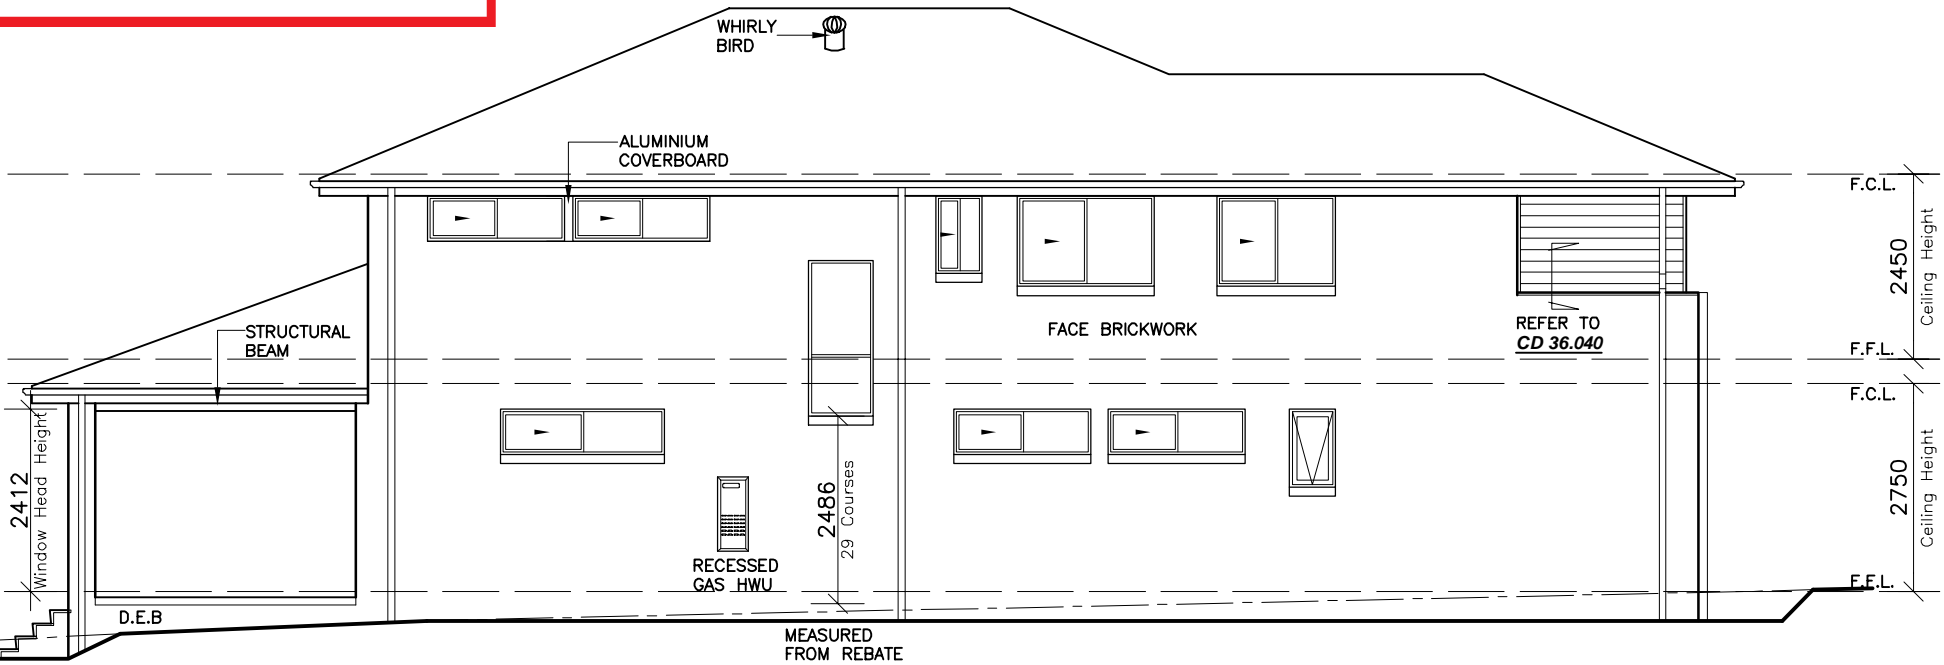 WHIRLY
BIRD
ALUMINIUM
COVERBOARD
F.C.L.
2450
Ceiling Height
STRUCTURAL
BEAM
FACE BRICKWORK
REFER TO
CD 36.040
F.F.L.
F.C.L.
2412
Window Head Height
2486
29 Courses
2750
Ceiling Height
RECESSED
GAS HWU
F.F.L.
D.E.B
MEASURED
FROM REBATE